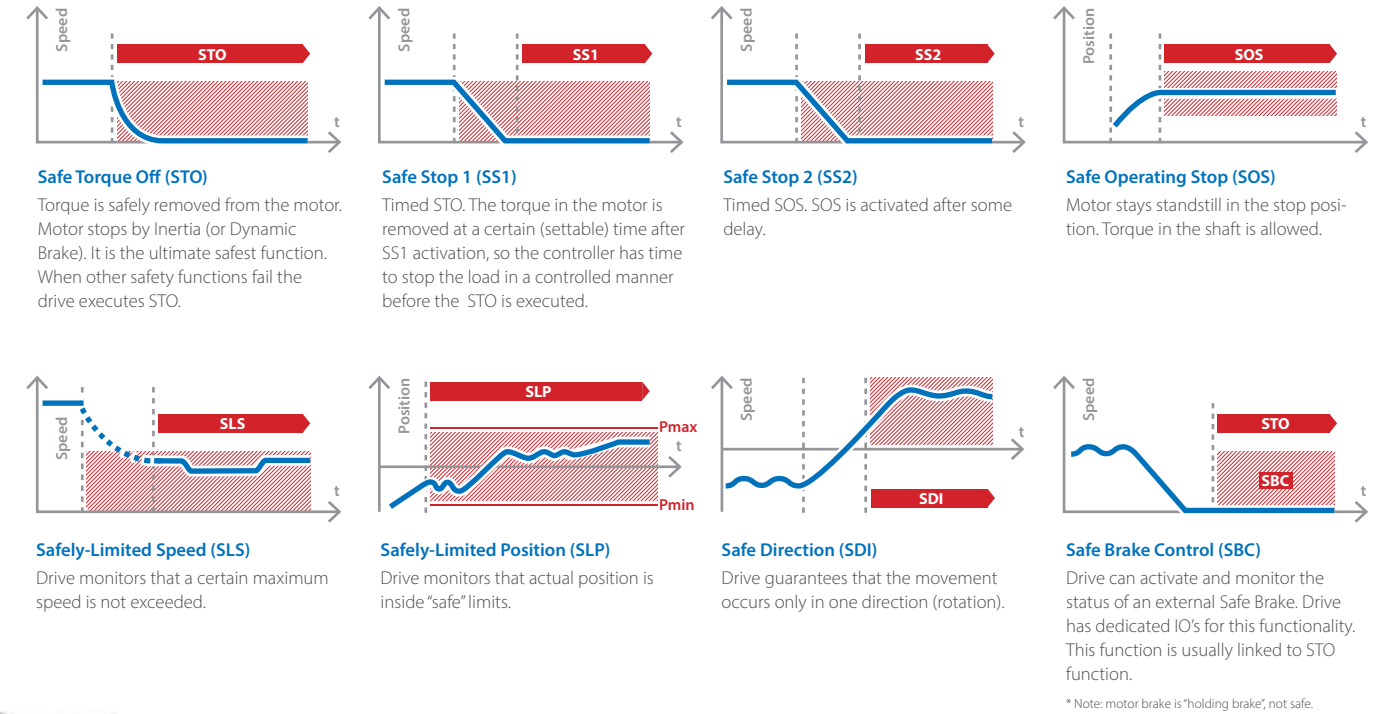 Speed
STO
t
Safe Torque Off (STO)
Torque is safely removed from the motor.
Motor stops by Inertia (or Dynamic
Brake). It is the ultimate safest function.
When other safety functions fail the
drive executes STO.
Speed
SS1
t
Safe Stop 1 (SS1)
Timed STO. The torque in the motor is
removed at a certain (settable) time after
SS1 activation, so the controller has time
to stop the load in a controlled manner
before the STO is executed.
Speed
SS2
t
Safe Stop 2 (SS2)
Timed SOS. SOS is activated after some
delay.
Position
SOS
t
Safe Operating Stop (SOS)
Motor stays standstill in the stop posi-
tion. Torque in the shaft is allowed.
Speed
SLS
t
Safely-Limited Speed (SLS)
Drive monitors that a certain maximum
speed is not exceeded.
Position
SLP
Pmax
t
Pmin
Safely-Limited Position (SLP)
Drive monitors that actual position is
inside “safe” limits.
Speed
t
SDI
Safe Direction (SDI)
Drive guarantees that the movement
occurs only in one direction (rotation).
Speed
STO
SBC
t
Safe Brake Control (SBC)
Drive can activate and monitor the
status of an external Safe Brake. Drive
has dedicated IO’s for this functionality.
This function is usually linked to STO
function.
* Note: motor brake is “holding brake”, not safe.